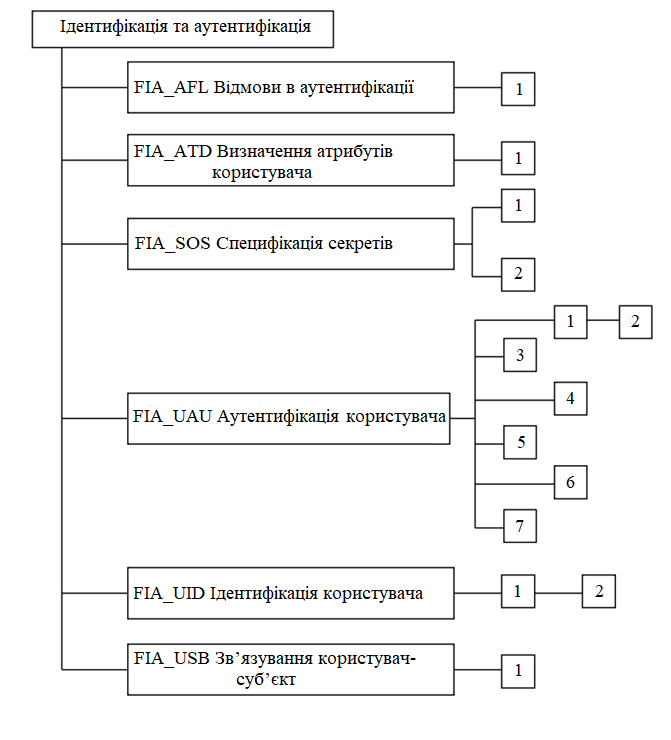 Ідентифікація та аутентифікація
FIA_AFL Відмови в аутентифікації
1
FIA_ATD Визначення атрибутів
користувача
1
FIA_SOS Специфікація секретів
1
2
FIA_UAU Аутентифікація користувача
1 2
3
4
5
6
7
FIA_UID Ідентифікація користувача
1 2
FIA_USB Зв’язування користувач-
суб’єкт
1